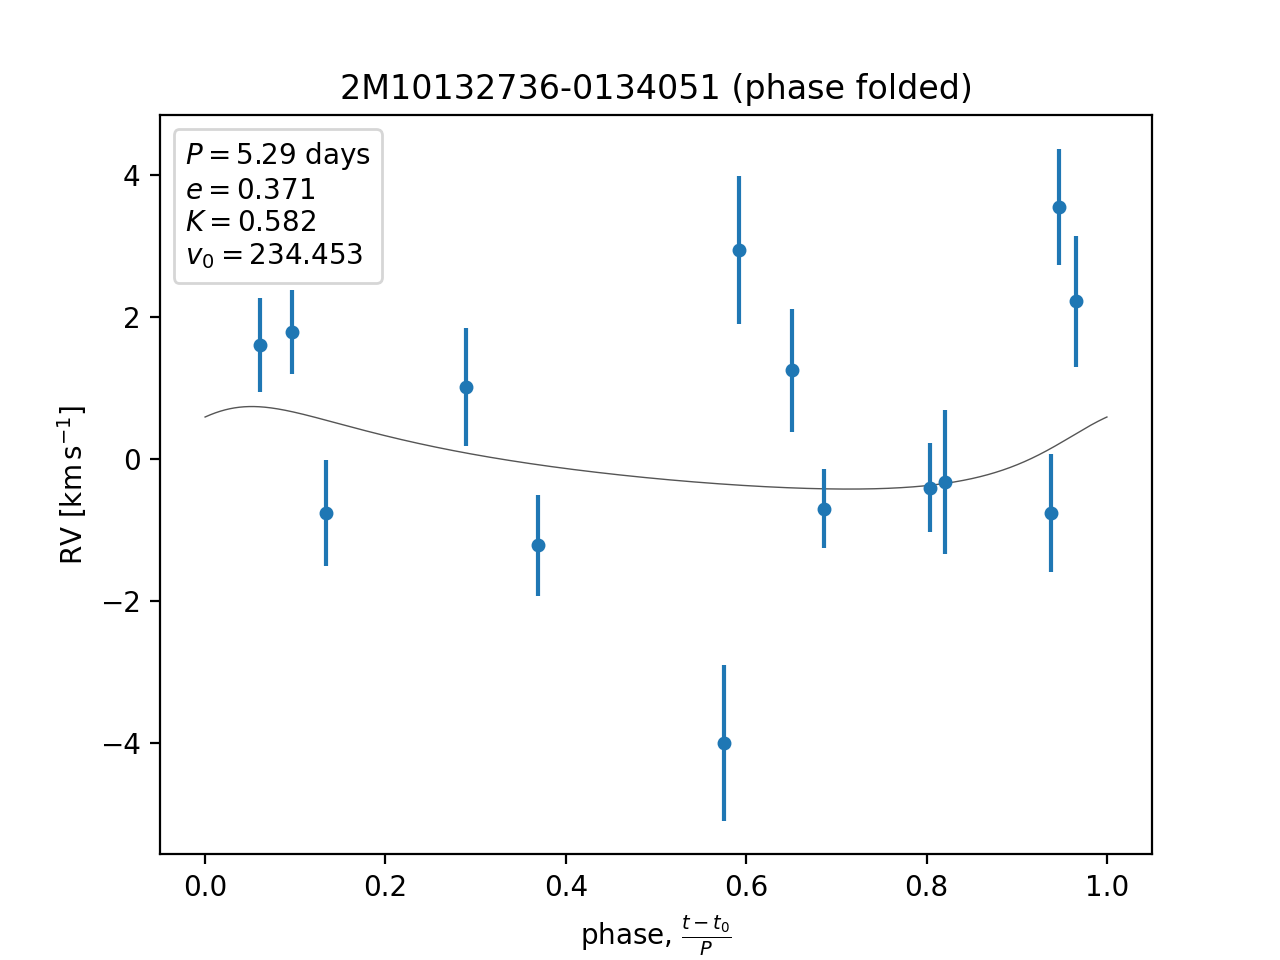 2M10132736-0134051 (phase folded)
P = 5.29 days
e = 0.371
K = 0.582
v₀ = 234.453
4
2
0
−2
−4
RV [km s⁻¹]
0.0 0.2 0.4 0.6 0.8 1.0
phase, (t − t₀)/P